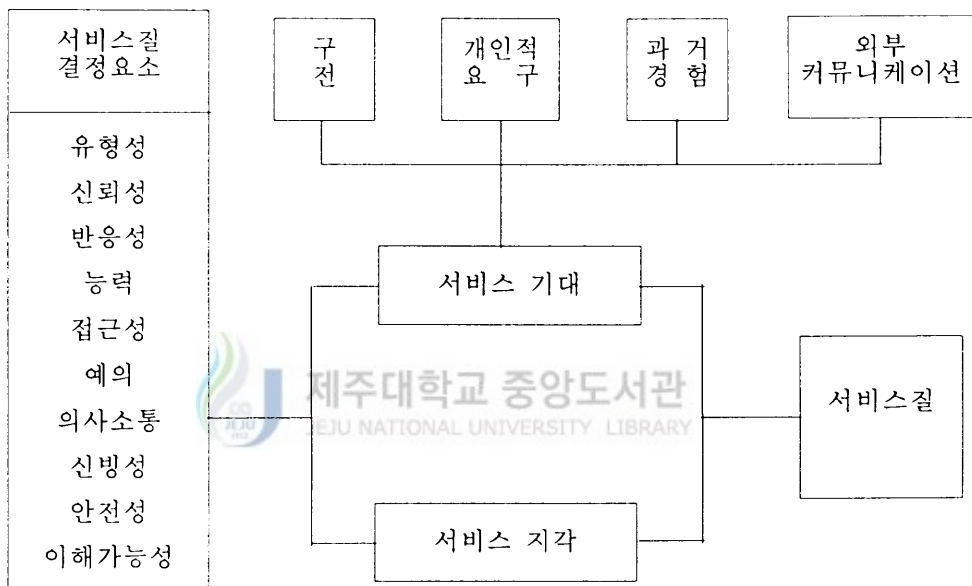 서비스질
결정요소
유형성
신뢰성
반응성
능력
접근성
예의
의사소통
신빙성
안전성
이해가능성
구
전
개인적
요 구
과 거
경 험
외부
커뮤니케이션
서비스 기대
제주대학교 중앙도서관
JEJU NATIONAL UNIVERSITY LIBRARY
서비스 지각
서비스질